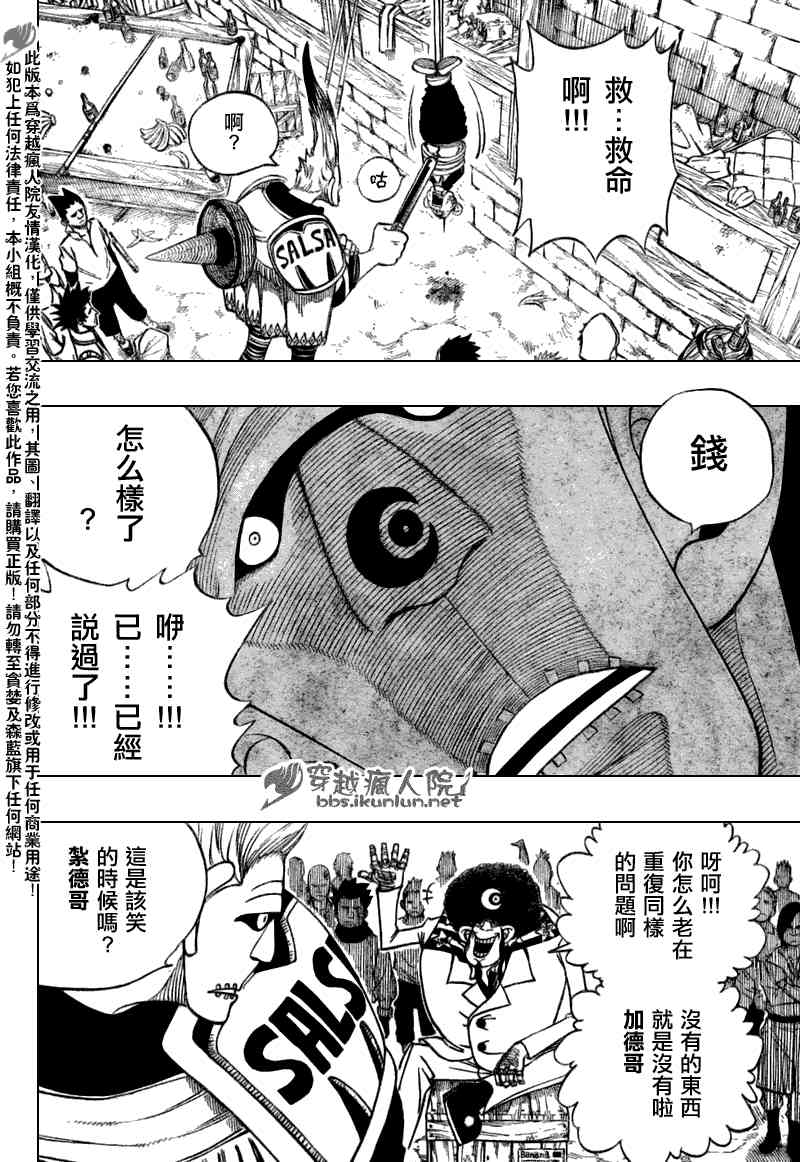 救…救命
啊!!!
啊?
咕
SALSA
錢
怎么樣了
?
咿……!!!
已……已經
說過了!!!
穿越瘋人院
bbs.ikunlun.net
呀呵!!!
你怎么老在
重復同樣
的問題啊
沒有的東西
就是沒有啦
加德哥
這是該笑
的時候嗎?
紮德哥
SALS
Banana
此版本爲穿越瘋人院友情漢化，僅供學習交流之用，其圖、翻譯以及任何部分不得進行修改或用于任何商業用途!
如犯上任何法律責任，本小組概不負責。若您喜歡此作品，請購買正版!請勿轉至貪婪及森藍旗下任何網站!